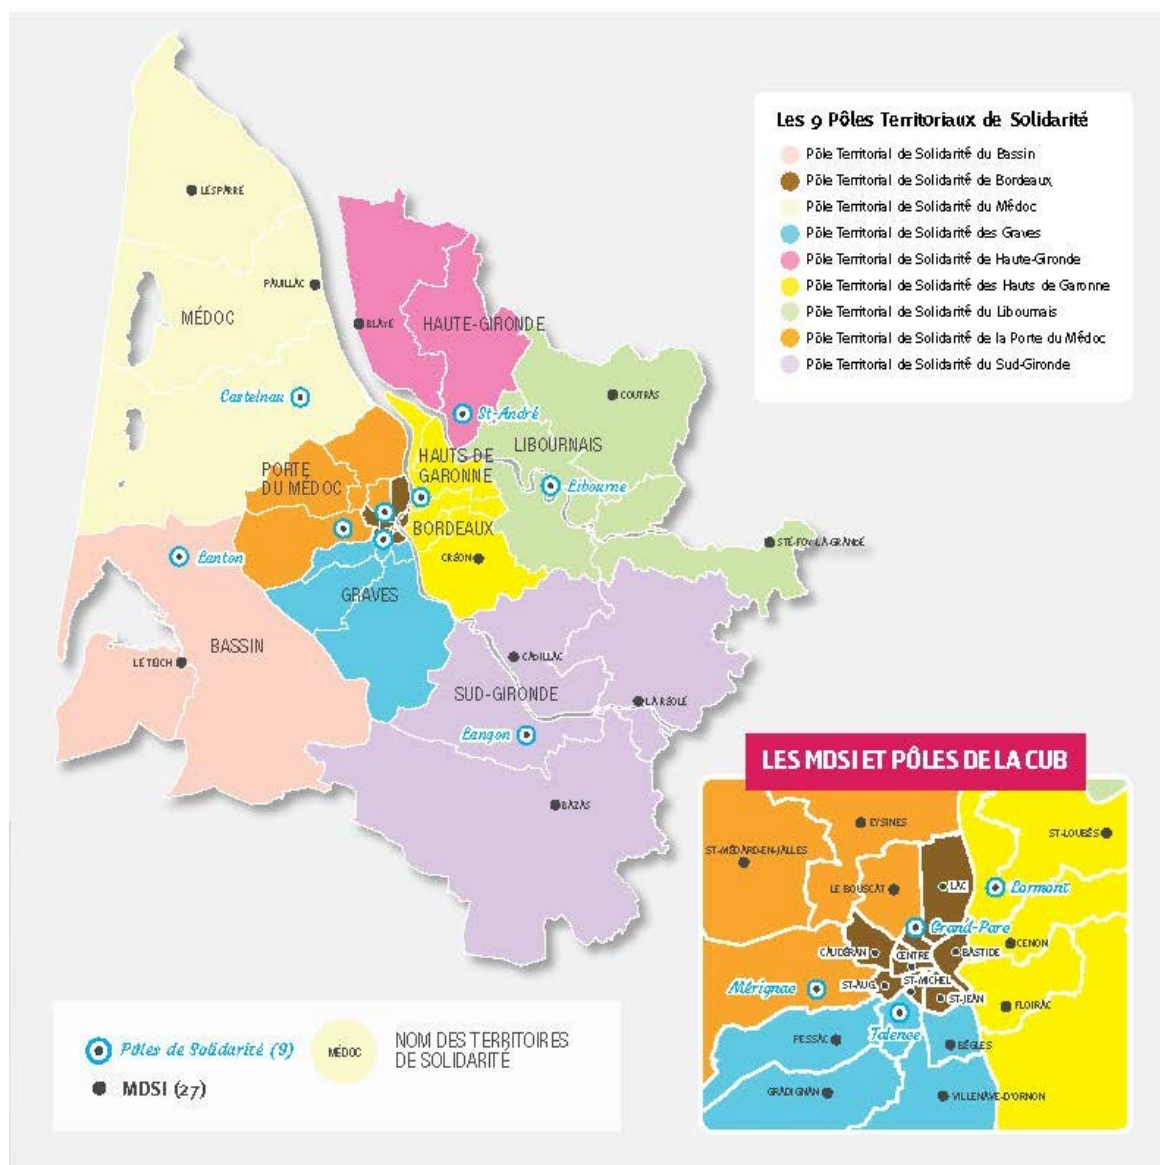 Les 9 Pôles Territoriaux de Solidarité
Pôle Territorial de Solidarité du Bassin
Pôle Territorial de Solidarité de Bordeaux
Pôle Territorial de Solidarité du Médoc
Pôle Territorial de Solidarité des Graves
Pôle Territorial de Solidarité de Haute-Gironde
Pôle Territorial de Solidarité des Hauts de Garonne
Pôle Territorial de Solidarité du Libournais
Pôle Territorial de Solidarité de la Porte du Médoc
Pôle Territorial de Solidarité du Sud-Gironde
LESPARRE
PAUILLAC
MÉDOC
BLAYE
HAUTE-GIRONDE
Castelnau
St-André
COUTRAS
LIBOURNAIS
HAUTS DE
GARONNE
PORTE
DU MÉDOC
Libourne
BORDEAUX
STE-FOY-LA-GRANDE
Lanton
CRÉON
GRAVES
BASSIN
LE TEICH
CADILLAC
SUD-GIRONDE
LA RÉOLE
Langon
BAZAS
LES MDSI ET PÔLES DE LA CUB
EYSINES
ST-LOUBÈS
ST-MÉDARD-EN-JALLES
LE BOUSCAT
LAC
Lormont
Grand-Parc
CENON
CAUDÉRAN
CENTRE
BASTIDE
Mérignac
ST-AUG.
ST-MICHEL
ST-JEAN
FLOIRAC
Talence
PESSAC
BÈGLES
GRADIGNAN
VILLENAVE-D'ORNON
Pôles de Solidarité (9)
MÉDOC
NOM DES TERRITOIRES
DE SOLIDARITÉ
MDSI (27)